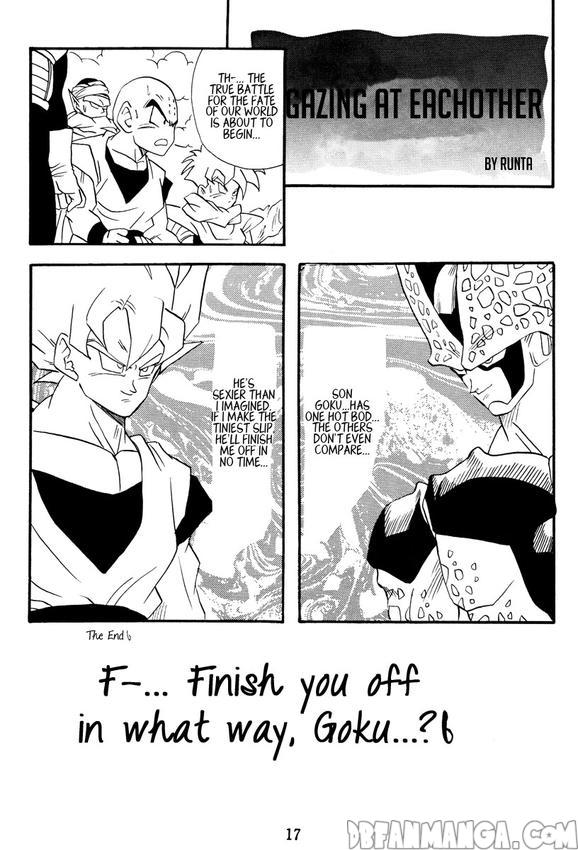 GAZING AT EACHOTHER
BY RUNTA
TH-... THE
TRUE BATTLE
FOR THE FATE
OF OUR WORLD
IS ABOUT TO
BEGIN...
SON
GOKU...HAS
ONE HOT BOD...
THE OTHERS
DON'T EVEN
COMPARE...
HE'S
SEXIER THAN
I IMAGINED.
IF I MAKE THE
TINIEST SLIP,
HE'LL FINISH
ME OFF IN
NO TIME...
The End
F-... Finish you off
in what way, Goku...?
17
DBFANMANGA.COM